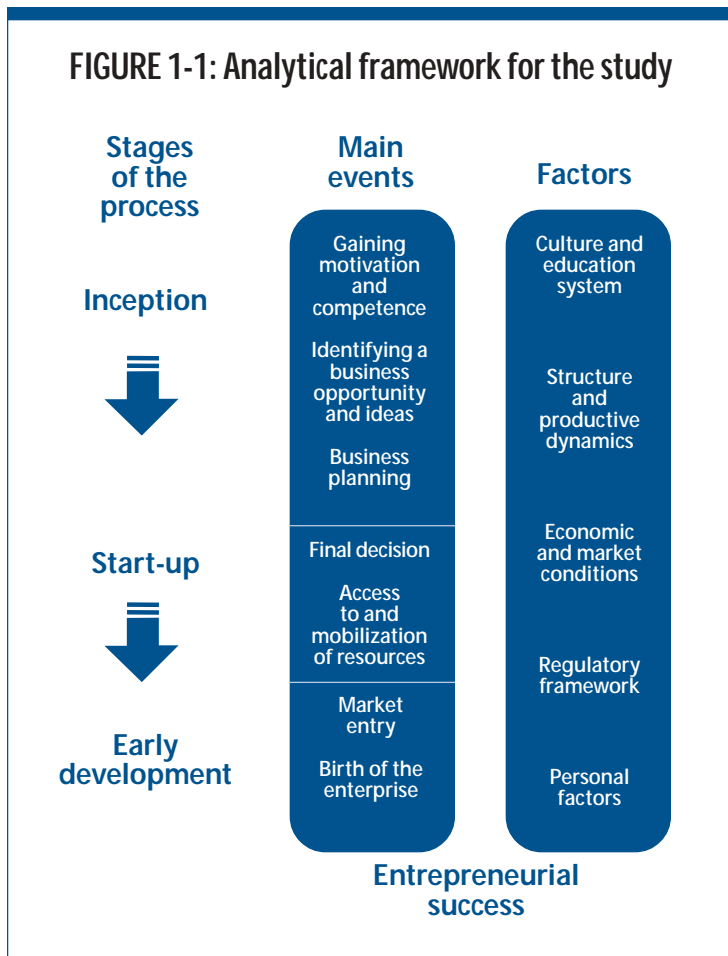 FIGURE 1-1: Analytical framework for the study
Stages
of the
process
Inception
Start-up
Early
development
Main
events
Gaining
motivation
and
competence
Identifying a
business
opportunity
and ideas
Business
planning
Final decision
Access
to and
mobilization
of resources
Market
entry
Birth of the
enterprise
Factors
Culture and
education
system
Structure
and
productive
dynamics
Economic
and market
conditions
Regulatory
framework
Personal
factors
Entrepreneurial
success